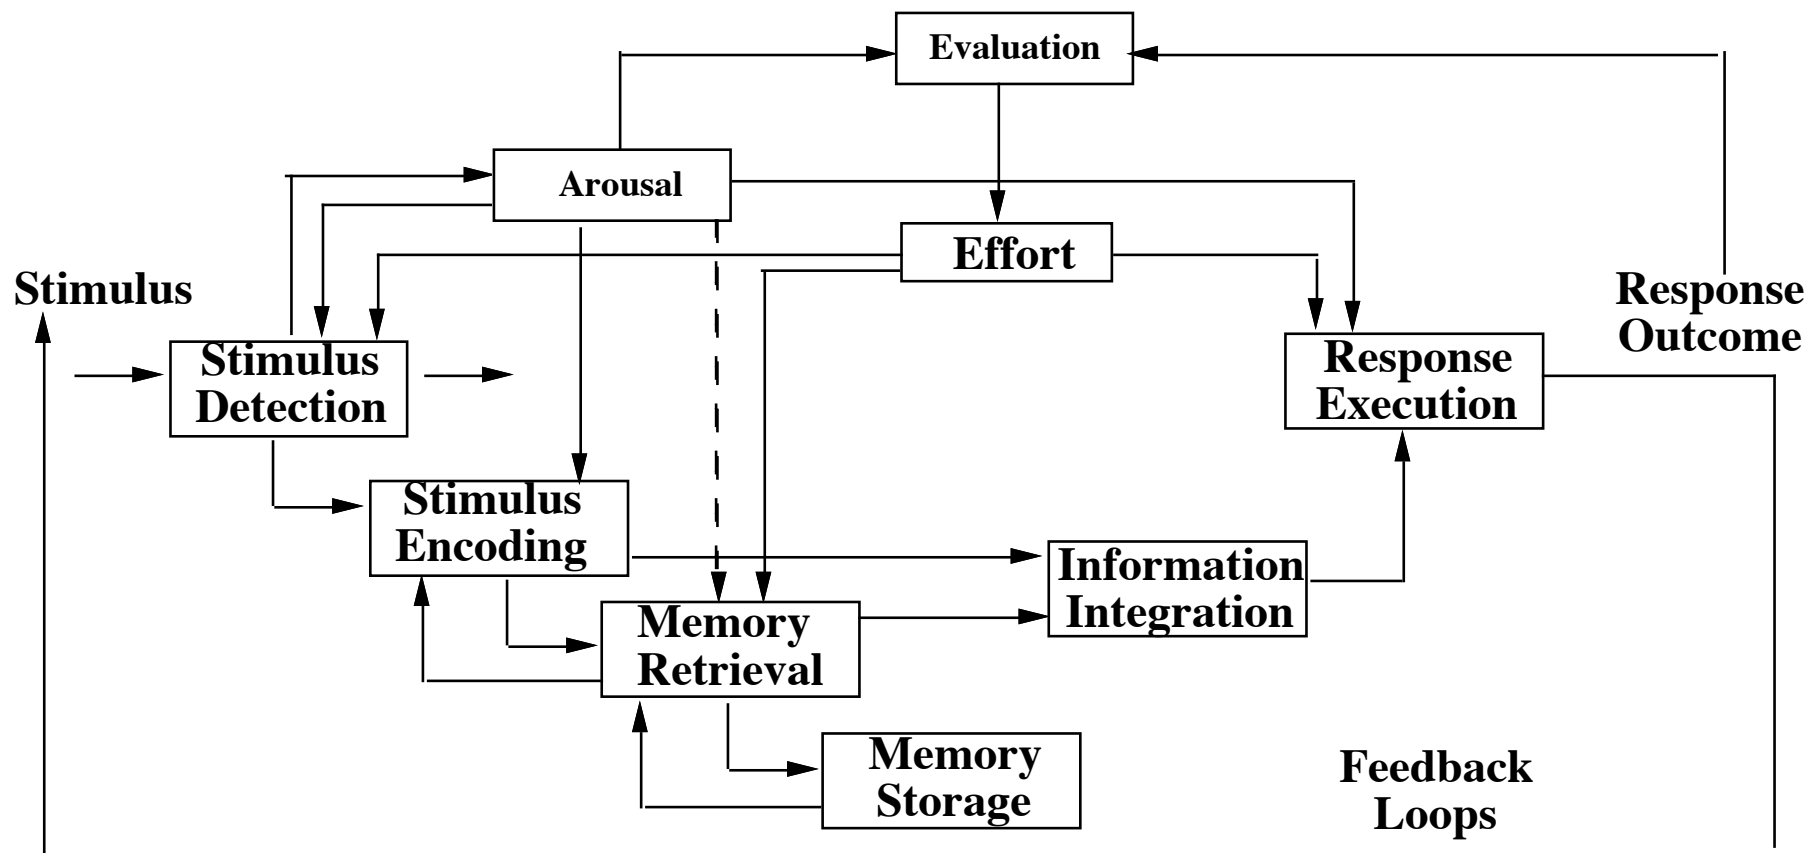 Evaluation
Arousal
Effort
Stimulus
Response
Outcome
Stimulus
Detection
Response
Execution
Stimulus
Encoding
Information
Integration
Memory
Retrieval
Memory
Storage
Feedback
Loops